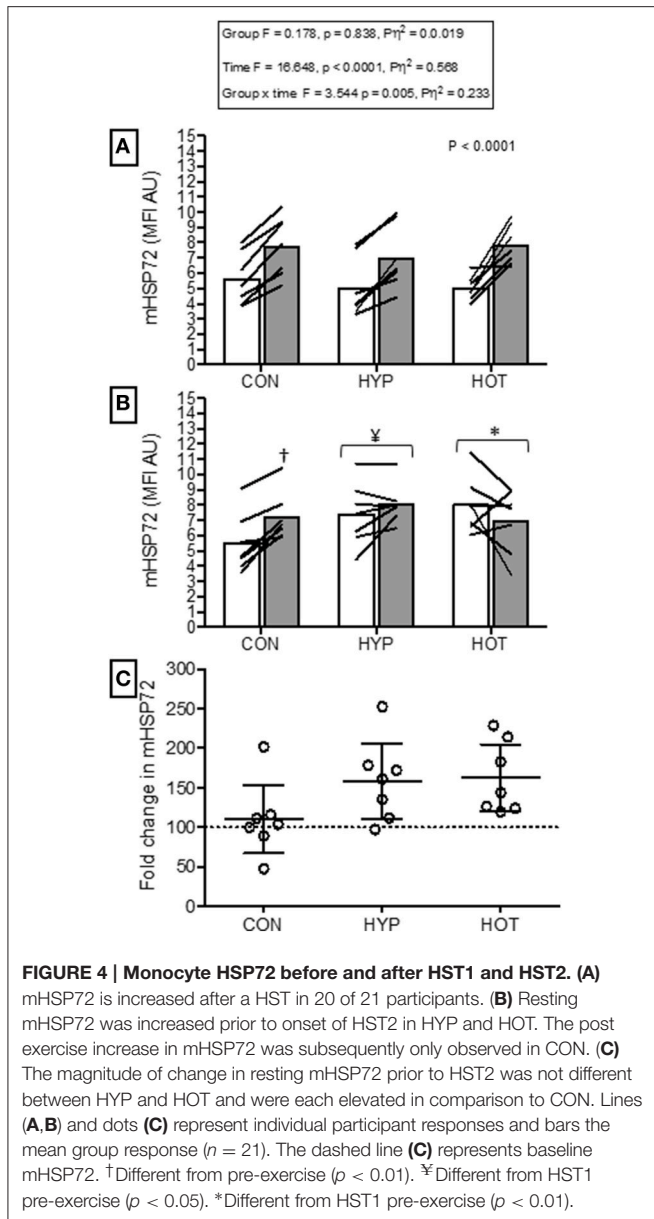 Group F = 0.178, p = 0.838, Pη² = 0.0.019
Time F = 16.648, p < 0.0001, Pη² = 0.568
Group x time F = 3.544 p = 0.005, Pη² = 0.233
A
P < 0.0001
mHSP72 (MFI AU)
15
14
13
12
11
10
9
8
7
6
5
4
3
2
1
0
CON HYP HOT
B
mHSP72 (MFI AU)
15
14
13
12
11
10
9
8
7
6
5
4
3
2
1
0
† ¥ *
CON HYP HOT
C
Fold change in mHSP72
300
250
200
150
100
50
0
CON HYP HOT
FIGURE 4 | Monocyte HSP72 before and after HST1 and HST2. (A)
mHSP72 is increased after a HST in 20 of 21 participants. (B) Resting
mHSP72 was increased prior to onset of HST2 in HYP and HOT. The post
exercise increase in mHSP72 was subsequently only observed in CON. (C)
The magnitude of change in resting mHSP72 prior to HST2 was not different
between HYP and HOT and were each elevated in comparison to CON. Lines
(A,B) and dots (C) represent individual participant responses and bars the
mean group response (n = 21). The dashed line (C) represents baseline
mHSP72. †Different from pre-exercise (p < 0.01). ¥Different from HST1
pre-exercise (p < 0.05). *Different from HST1 pre-exercise (p < 0.01).